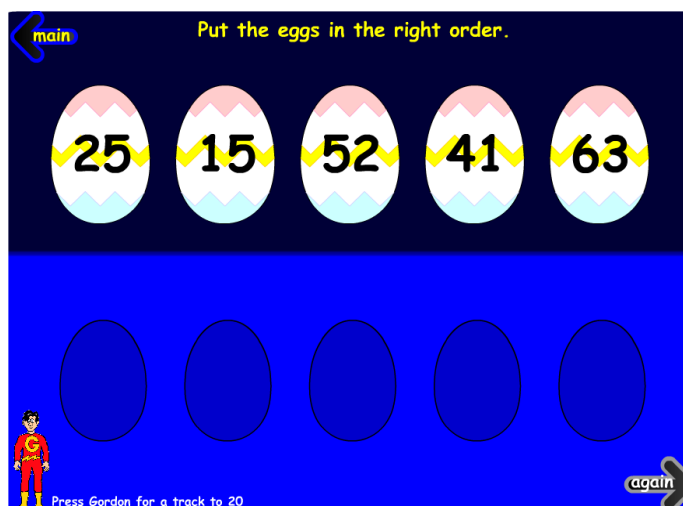 main
Put the eggs in the right order.
25 15 52 41 63
G
again
Press Gordon for a track to 20